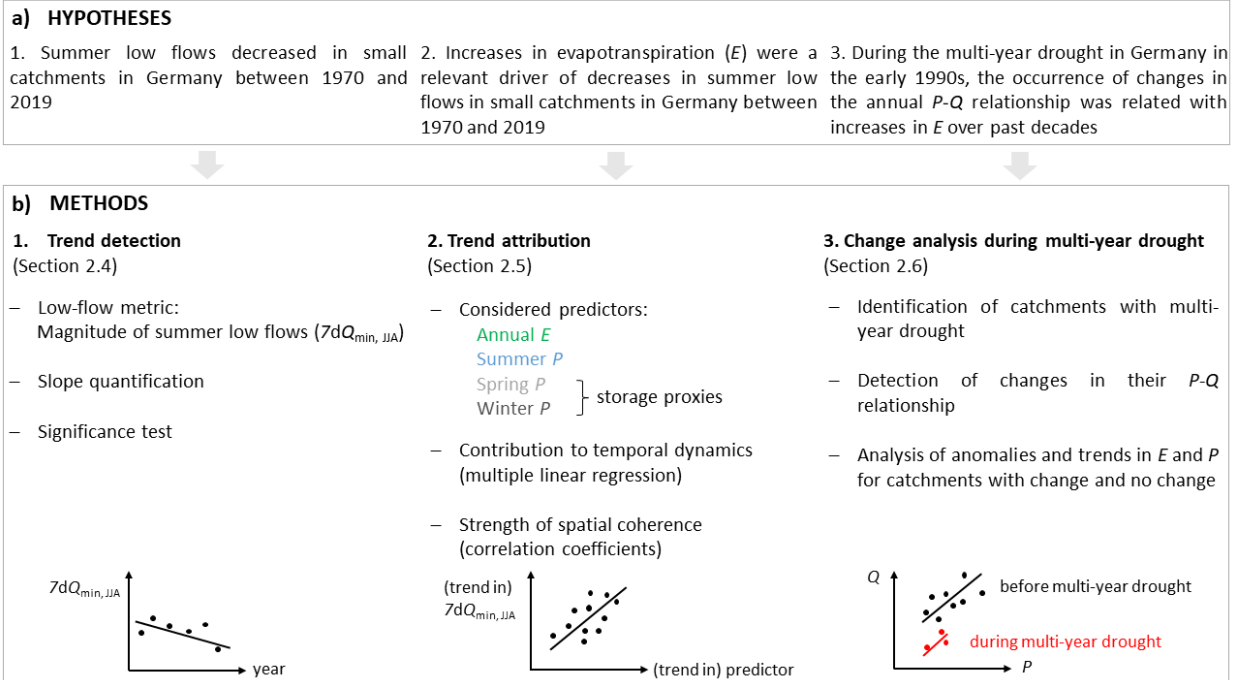 a) HYPOTHESES
1. Summer low flows decreased in small
catchments in Germany between 1970 and
2019
2. Increases in evapotranspiration (E) were a
relevant driver of decreases in summer low
flows in small catchments in Germany between
1970 and 2019
3. During the multi-year drought in Germany in
the early 1990s, the occurrence of changes in
the annual P-Q relationship was related with
increases in E over past decades
b) METHODS
1. Trend detection
(Section 2.4)
– Low-flow metric:
Magnitude of summer low flows (7dQmin, JJA)
– Slope quantification
– Significance test
7dQmin, JJA
year
2. Trend attribution
(Section 2.5)
– Considered predictors:
Annual E
Summer P
Spring P
Winter P
storage proxies
– Contribution to temporal dynamics
(multiple linear regression)
– Strength of spatial coherence
(correlation coefficients)
(trend in)
7dQmin, JJA
(trend in) predictor
3. Change analysis during multi-year drought
(Section 2.6)
– Identification of catchments with multi-
year drought
– Detection of changes in their P-Q
relationship
– Analysis of anomalies and trends in E and P
for catchments with change and no change
Q
before multi-year drought
during multi-year drought
P